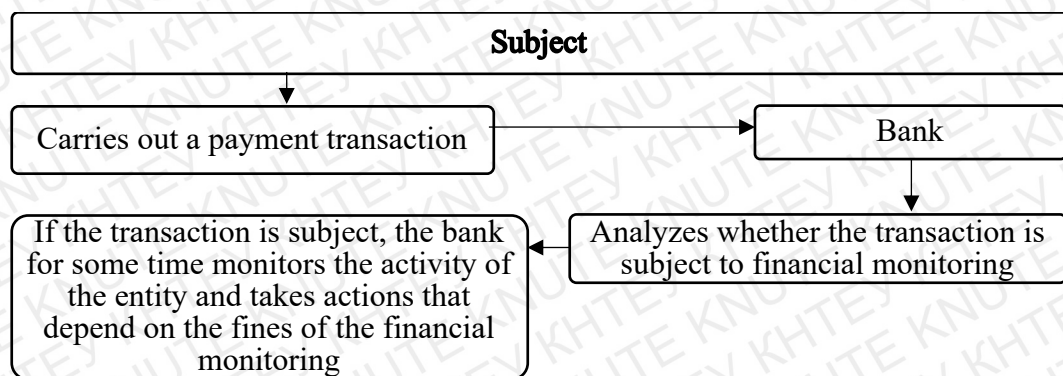 Subject
Carries out a payment transaction
Bank
Analyzes whether the transaction is
subject to financial monitoring
If the transaction is subject, the bank
for some time monitors the activity of
the entity and takes actions that
depend on the fines of the financial
monitoring